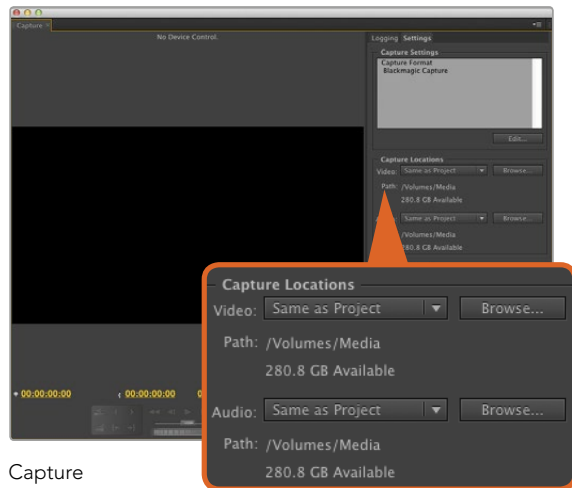 Capture
No Device Control.
Logging Settings
Capture Settings
Capture Format
Blackmagic Capture
Edit...
Capture Locations
Video: Same as Project Browse...
Path: /Volumes/Media
280.8 GB Available
Same as Project Browse...
/Volumes/Media
280.8 GB Available
Capture Locations
Video: Same as Project Browse...
Path: /Volumes/Media
280.8 GB Available
Audio: Same as Project Browse...
Path: /Volumes/Media
280.8 GB Available
00:00:00:00 00:00:00:00
Capture